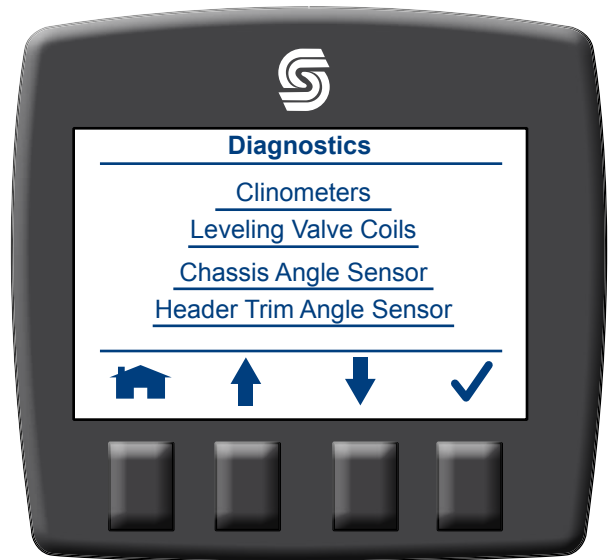 Diagnostics
Clinometers
Leveling Valve Coils
Chassis Angle Sensor
Header Trim Angle Sensor